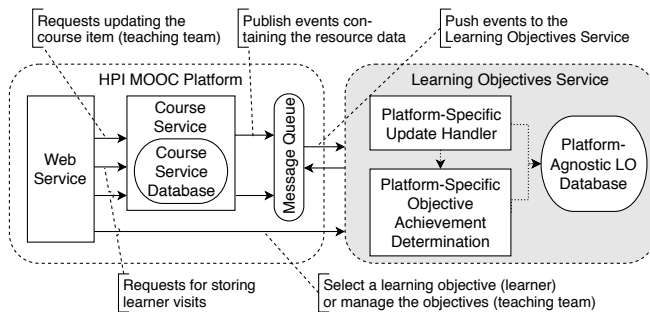 Requests updating the
course item (teaching team)
Publish events con-
taining the resource data
Push events to the
Learning Objectives Service
HPI MOOC Platform
Learning Objectives Service
Web
Service
Course
Service
Course
Service
Database
Message Queue
Platform-Specific
Update Handler
Platform-Specific
Objective
Achievement
Determination
Platform-
Agnostic LO
Database
Requests for storing
learner visits
Select a learning objective (learner)
or manage the objectives (teaching team)